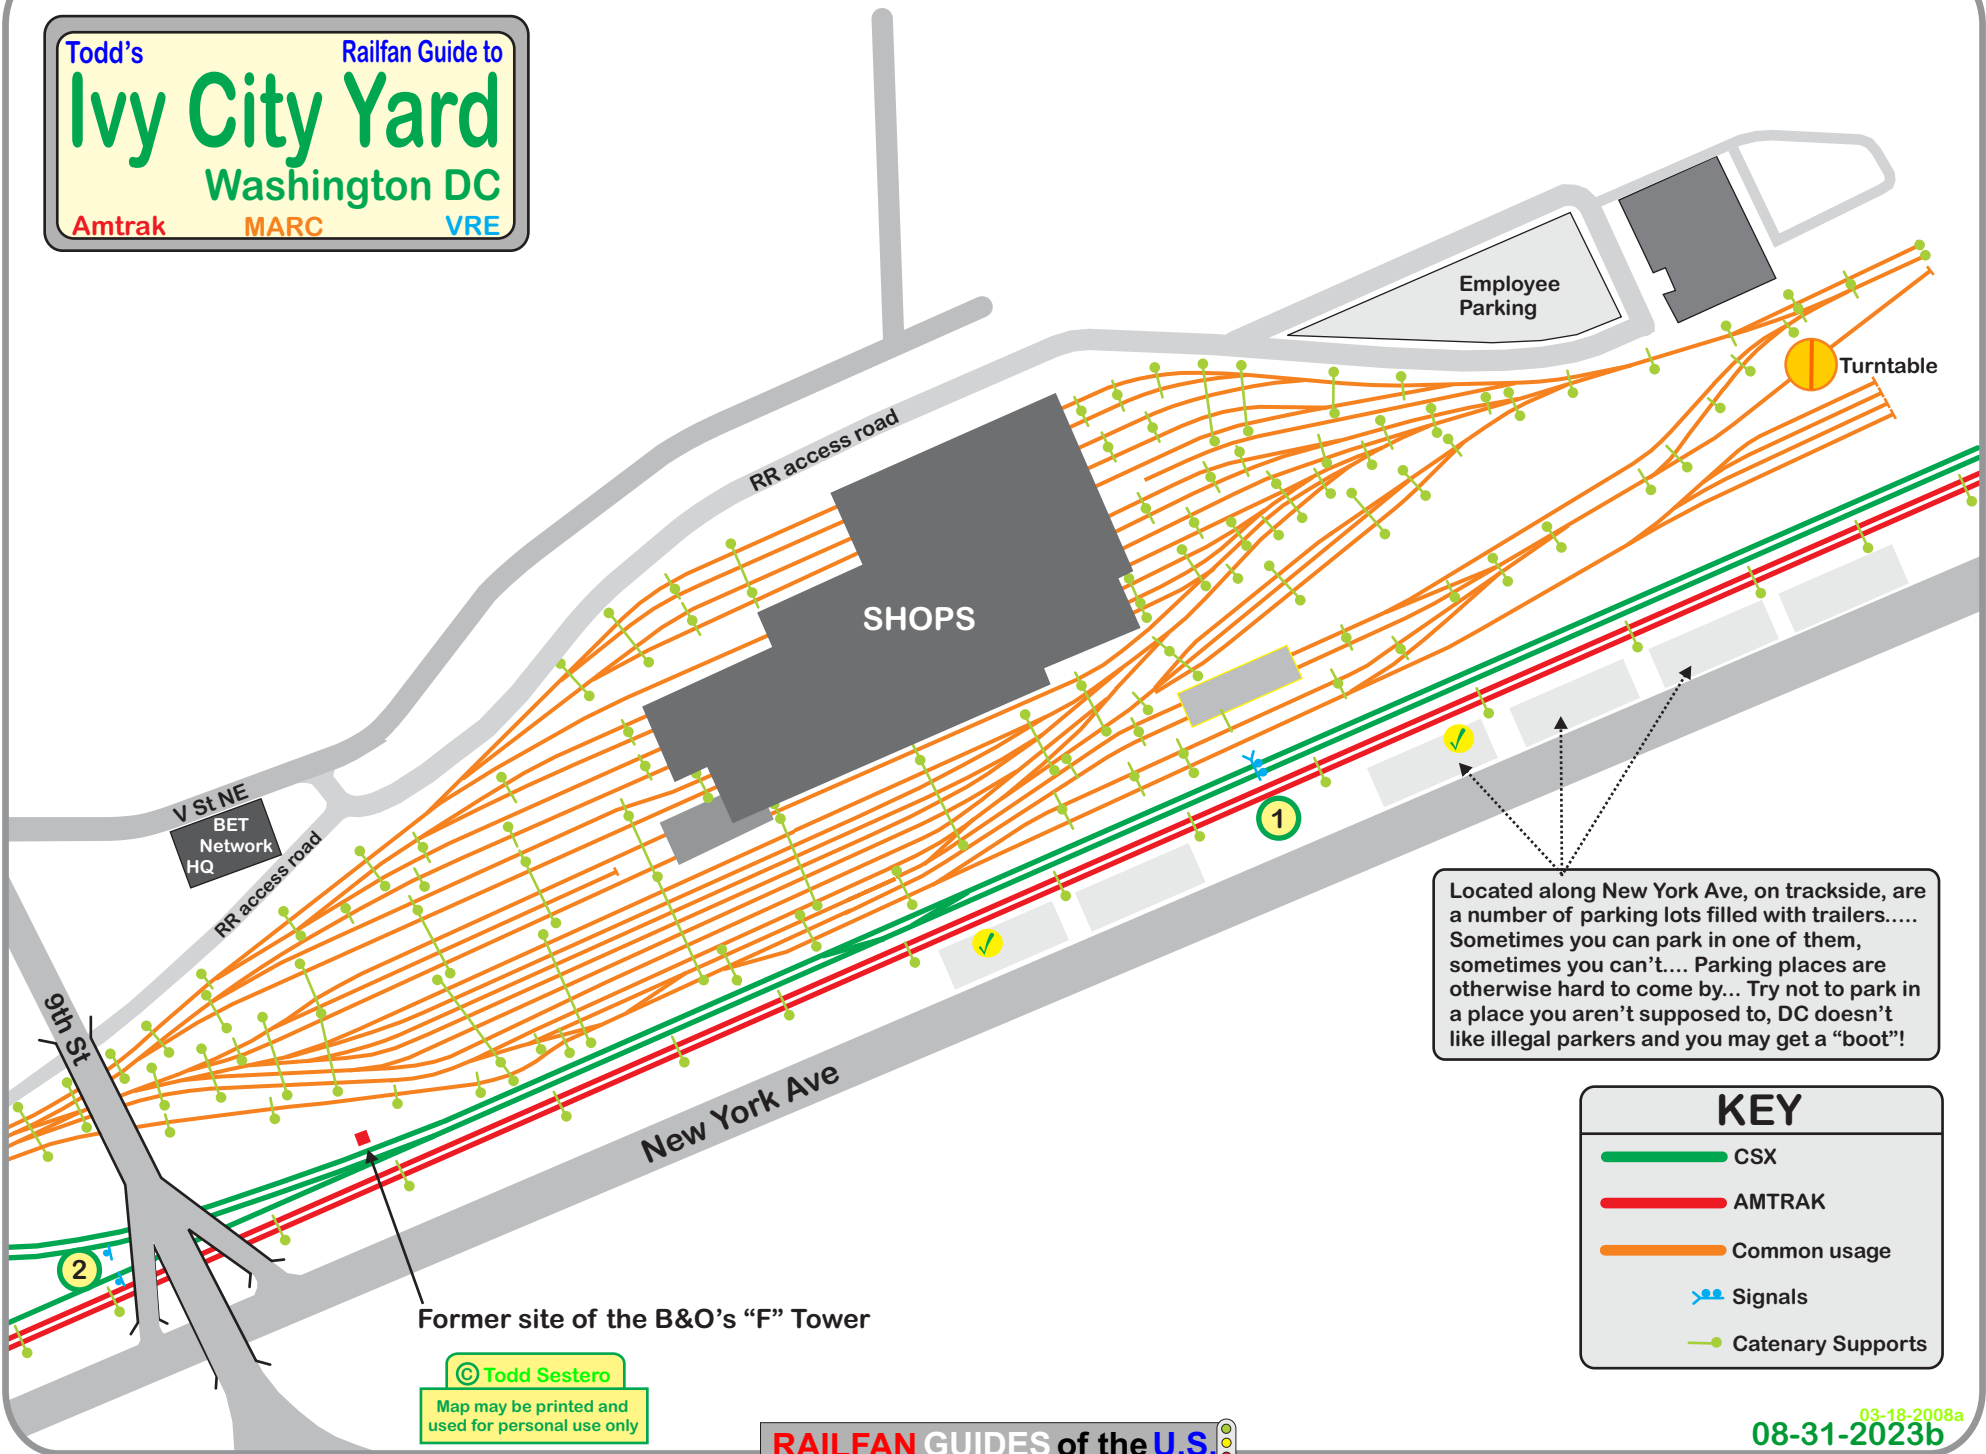 Todd's Railfan Guide to
Ivy City Yard
Washington DC
Amtrak MARC VRE
Employee
Parking
Turntable
RR access road
SHOPS
V St NE
BET
Network
HQ
RR access road
9th St
1
Located along New York Ave, on trackside, are
a number of parking lots filled with trailers.....
Sometimes you can park in one of them,
sometimes you can't.... Parking places are
otherwise hard to come by... Try not to park in
a place you aren't supposed to, DC doesn't
like illegal parkers and you may get a “boot”!
New York Ave
KEY
CSX
AMTRAK
Common usage
Signals
Catenary Supports
2
Former site of the B&O's “F” Tower
© Todd Sestero
Map may be printed and
used for personal use only
RAILFAN GUIDES of the U.S.
03-18-2008a
08-31-2023b